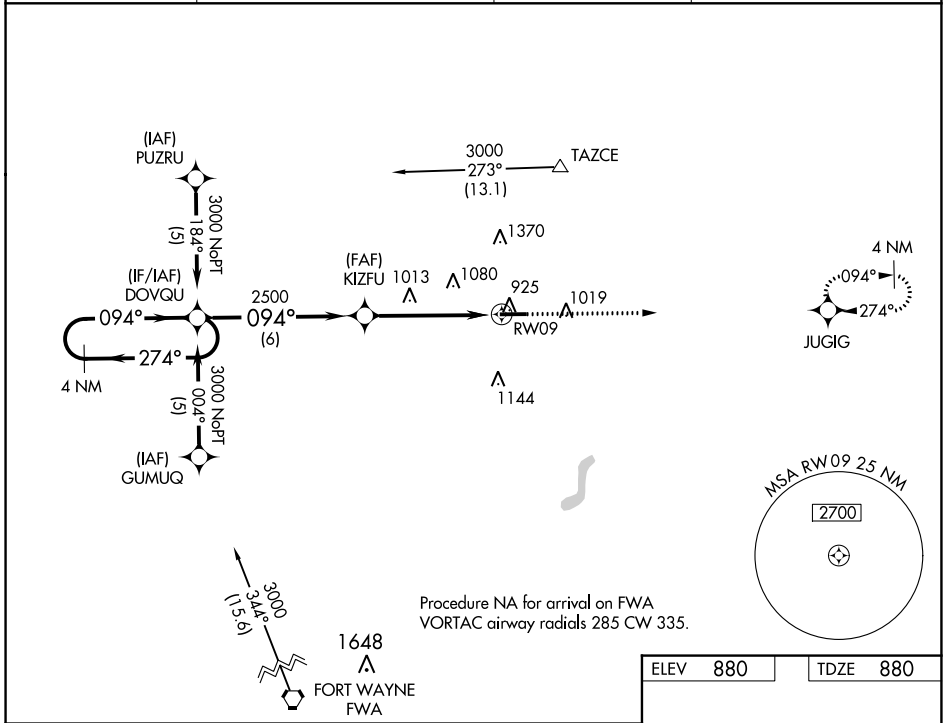 (IAF)
PUZRU
3000 NoPT
184°
(5)
3000
273°
(13.1)
TAZCE
1370
(IF/IAF)
DOVQU
094°
274°
4 NM
2500
094°
(6)
(FAF)
KIZFU
1013
1080
925
1019
RW09
1144
4 NM
094°
274°
JUGIG
3000 NoPT
004°
(5)
(IAF)
GUMUQ
MSA RW09 25 NM
2700
3000
344°
(15.6)
1648
FORT WAYNE
FWA
Procedure NA for arrival on FWA
VORTAC airway radials 285 CW 335.
ELEV 880
TDZE 880